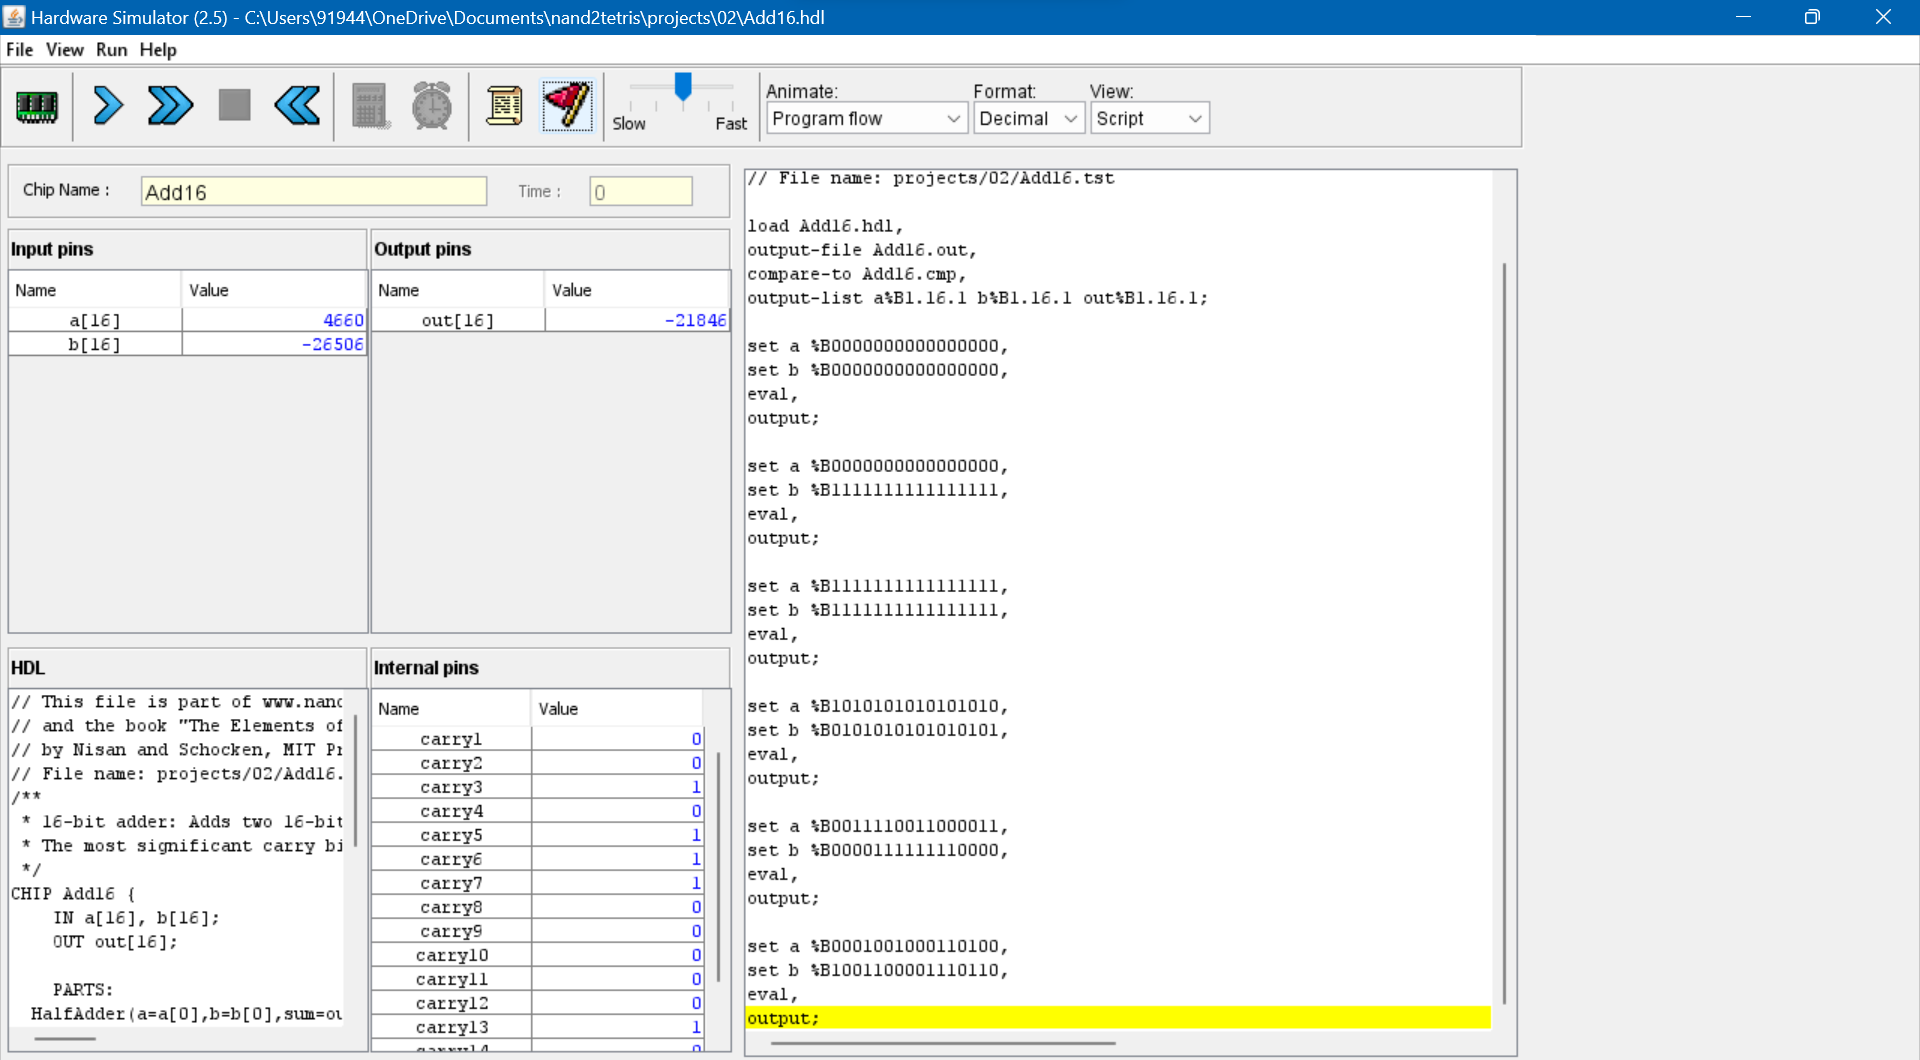 Hardware Simulator (2.5) - C:\Users\91944\OneDrive\Documents\nand2tetris\projects\02\Add16.hdl
File View Run Help
Slow Fast
Animate: Format: View:
Program flow Decimal Script
Chip Name : Add16 Time : 0
Input pins
Name Value
a[16] 4660
b[16] -26506
Output pins
Name Value
out[16] -21846
HDL
// This file is part of www.nand
// and the book "The Elements of
// by Nisan and Schocken, MIT Pr
// File name: projects/02/Add16.
/**
* 16-bit adder: Adds two 16-bit
* The most significant carry bi
*/
CHIP Add16 {
IN a[16], b[16];
OUT out[16];
PARTS:
HalfAdder(a=a[0],b=b[0],sum=ou
Internal pins
Name Value
carry1 0
carry2 0
carry3 1
carry4 0
carry5 1
carry6 1
carry7 1
carry8 0
carry9 0
carry10 0
carry11 0
carry12 0
carry13 1
carry14 0
// File name: projects/02/Add16.tst
load Add16.hdl,
output-file Add16.out,
compare-to Add16.cmp,
output-list a%B1.16.1 b%B1.16.1 out%B1.16.1;
set a %B0000000000000000,
set b %B0000000000000000,
eval,
output;
set a %B0000000000000000,
set b %B1111111111111111,
eval,
output;
set a %B1111111111111111,
set b %B1111111111111111,
eval,
output;
set a %B1010101010101010,
set b %B0101010101010101,
eval,
output;
set a %B0011110011000011,
set b %B0000111111110000,
eval,
output;
set a %B0001001000110100,
set b %B1001100001110110,
eval,
output;